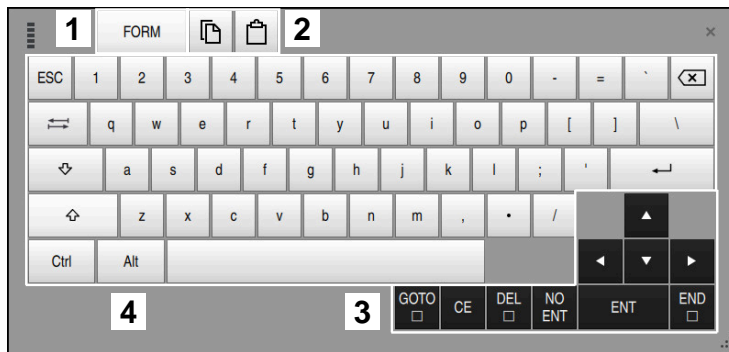 1 FORM 2 ×
ESC 1 2 3 4 5 6 7 8 9 0 - = `
q w e r t y u i o p [ ] \
a s d f g h j k l ; '
z x c v b n m , • /
Ctrl Alt
4 3 GOTO CE DEL NO ENT ENT END